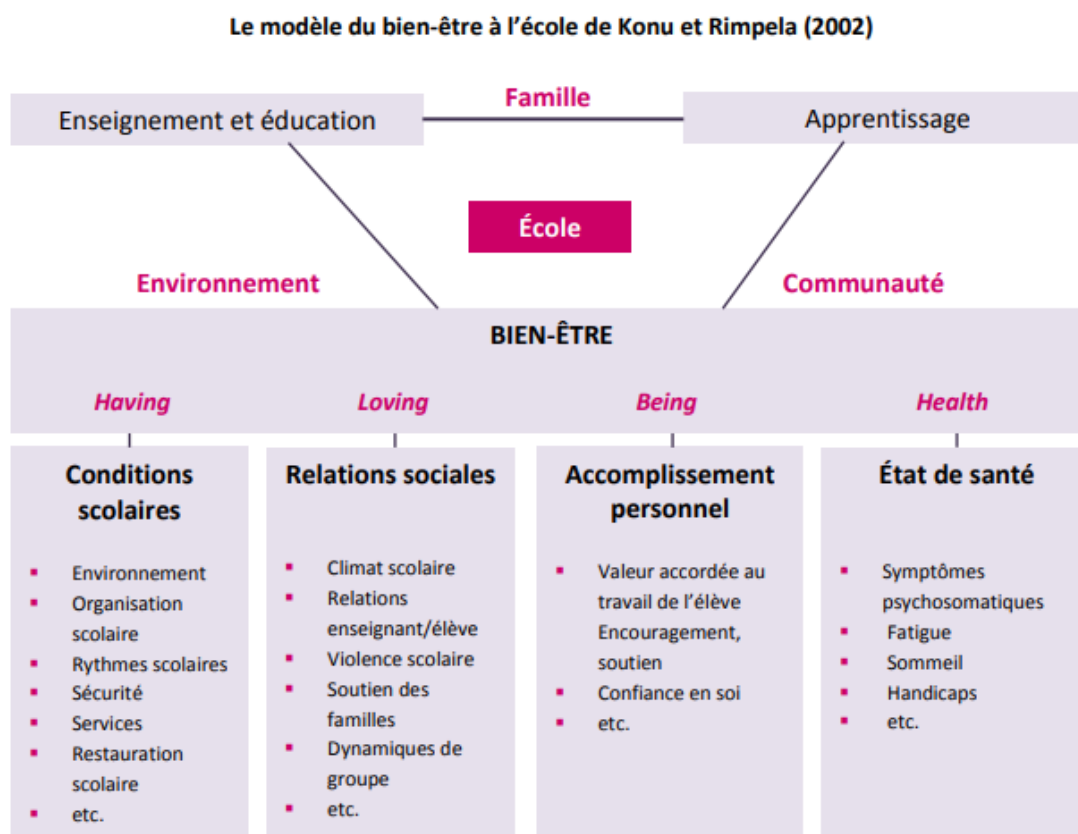 Le modèle du bien-être à l'école de Konu et Rimpela (2002)
Famille
Enseignement et éducation
Apprentissage
École
Environnement
Communauté
BIEN-ÊTRE
Having
Loving
Being
Health
Conditions
scolaires
▪ Environnement
▪ Organisation
scolaire
▪ Rythmes scolaires
▪ Sécurité
▪ Services
▪ Restauration
scolaire
▪ etc.
Relations sociales
▪ Climat scolaire
▪ Relations
enseignant/élève
▪ Violence scolaire
▪ Soutien des
familles
▪ Dynamiques de
groupe
▪ etc.
Accomplissement
personnel
▪ Valeur accordée au
travail de l'élève
Encouragement,
soutien
▪ Confiance en soi
▪ etc.
État de santé
▪ Symptômes
psychosomatiques
▪ Fatigue
▪ Sommeil
▪ Handicaps
▪ etc.